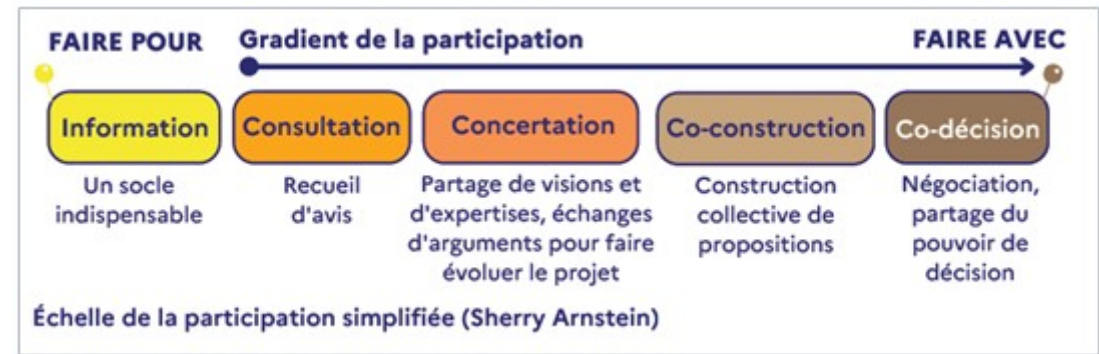 FAIRE POUR
Gradient de la participation
FAIRE AVEC
Information
Consultation
Concertation
Co-construction
Co-décision
Un socle
indispensable
Recueil
d'avis
Partage de visions et
d'expertises, échanges
d'arguments pour faire
évoluer le projet
Construction
collective de
propositions
Négociation,
partage du
pouvoir de
décision
Échelle de la participation simplifiée (Sherry Arnstein)